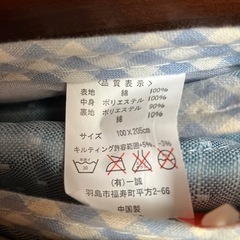 〈品質表示〉
表地 綿 100%
中身 ポリエステル 100%
裏地 ポリエステル 90%
綿 10%
サイズ 100×205cm
キルティング許容範囲+5%、-3%
(有)一誠
羽島市福寿町平方2-66
中国製